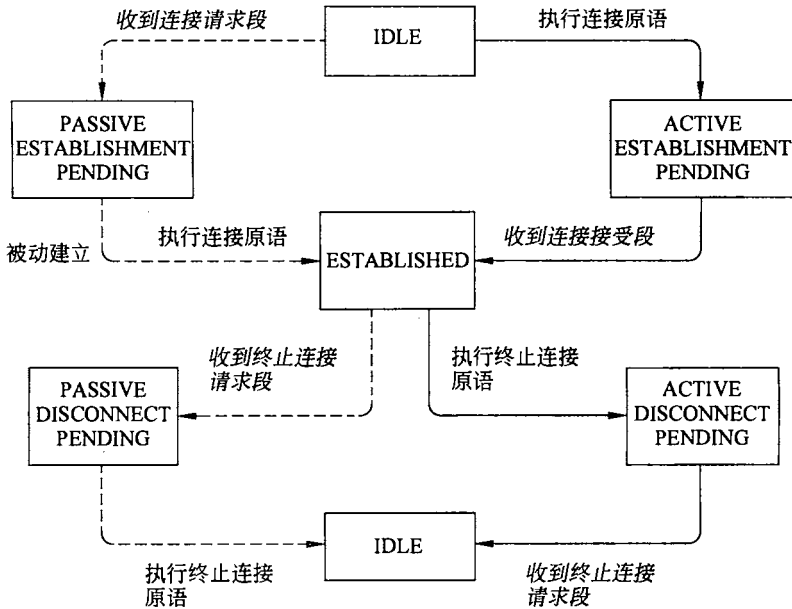 收到连接请求段
IDLE
执行连接原语
PASSIVE
ESTABLISHMENT
PENDING
ACTIVE
ESTABLISHMENT
PENDING
被动建立
执行连接原语
ESTABLISHED
收到连接接受段
收到终止连接
请求段
执行终止连接
原语
PASSIVE
DISCONNECT
PENDING
ACTIVE
DISCONNECT
PENDING
执行终止连接
原语
IDLE
收到终止连接
请求段